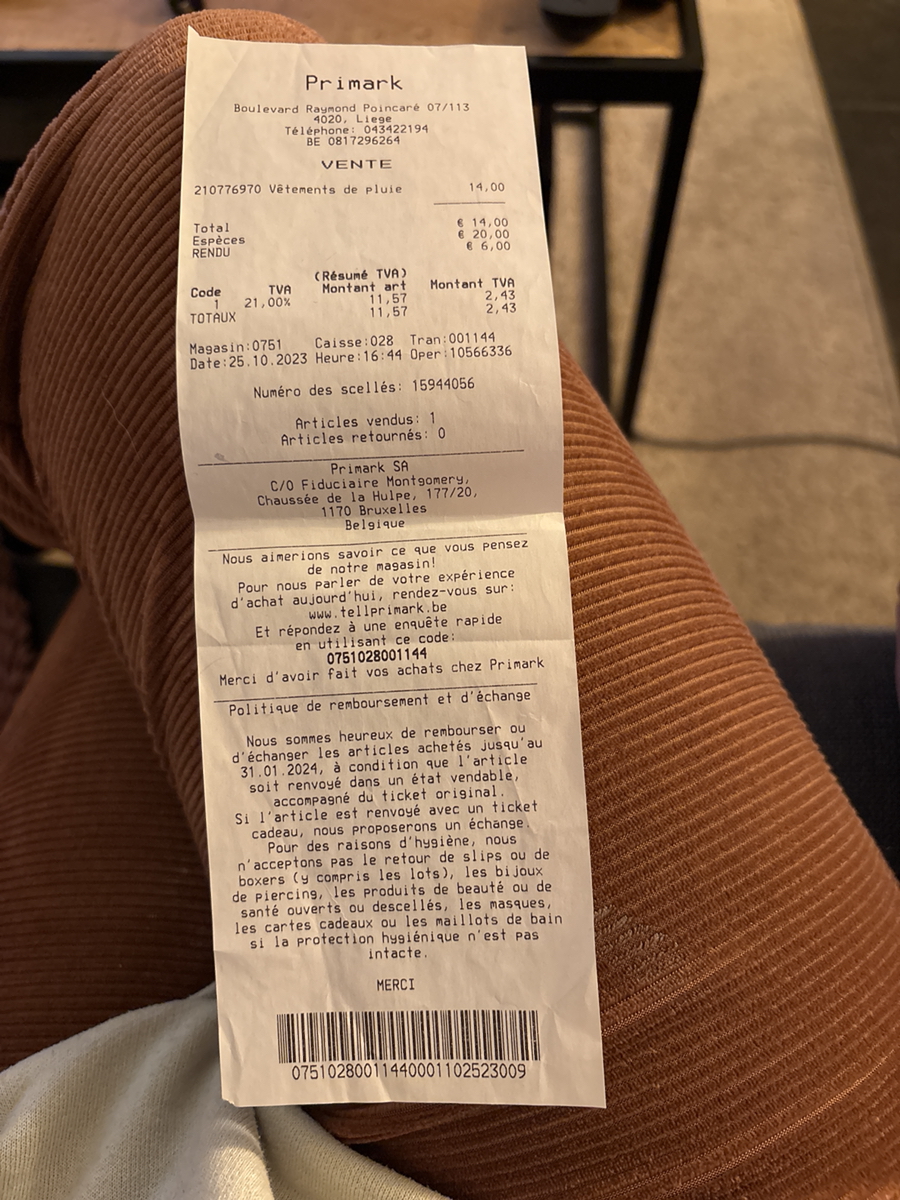 Primark
Boulevard Raymond Poincaré 07/113
4020, Liege
Téléphone: 043422194
BE 0817296264
VENTE
210776970 Vêtements de pluie 14,00
Total € 14,00
Espèces € 20,00
RENDU € 6,00
(Résumé TVA)
Code TVA Montant art Montant TVA
1 21,00% 11,57 2,43
TOTAUX 11,57 2,43
Magasin:0751 Caisse:028 Tran:001144
Date:25.10.2023 Heure:16:44 Oper:10566336
Numéro des scellés: 15944056
Articles vendus: 1
Articles retournés: 0
Primark SA
C/O Fiduciaire Montgomery,
Chaussée de la Hulpe, 177/20,
1170 Bruxelles
Belgique
Nous aimerions savoir ce que vous pensez
de notre magasin!
Pour nous parler de votre expérience
d'achat aujourd'hui, rendez-vous sur:
www.tellprimark.be
Et répondez à une enquête rapide
en utilisant ce code:
0751028001144
Merci d'avoir fait vos achats chez Primark
Politique de remboursement et d'échange
Nous sommes heureux de rembourser ou
d'échanger les articles achetés jusqu'au
31.01.2024, à condition que l'article
soit renvoyé dans un état vendable,
accompagné du ticket original.
Si l'article est renvoyé avec un ticket
cadeau, nous proposerons un échange.
Pour des raisons d'hygiène, nous
n'acceptons pas le retour de slips ou de
boxers (y compris les lots), les bijoux
de piercing, les produits de beauté ou de
santé ouverts ou descellés, les masques,
les cartes cadeaux ou les maillots de bain
si la protection hygiénique n'est pas
intacte.
MERCI
07510280011440001102523009